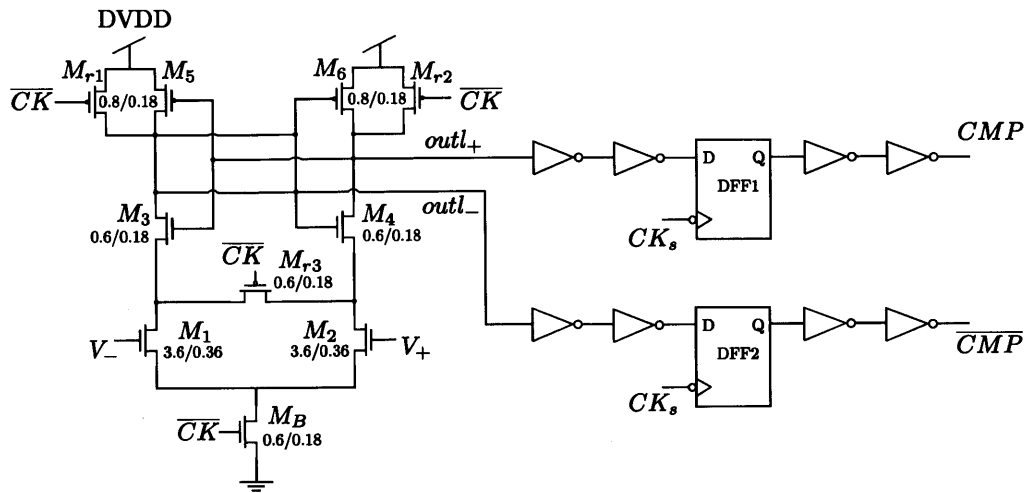 DVDD
M_{r1} M_5 M_6 M_{r2}
\overline{CK} 0.8/0.18 0.8/0.18 \overline{CK}
outl_+
D Q
DFF1
CK_s
CMP
outl_-
M_3 M_4
0.6/0.18 0.6/0.18
\overline{CK} M_{r3}
0.6/0.18
V_- M_1 M_2 V_+
3.6/0.36 3.6/0.36
D Q
DFF2
CK_s
\overline{CMP}
\overline{CK} M_B
0.6/0.18